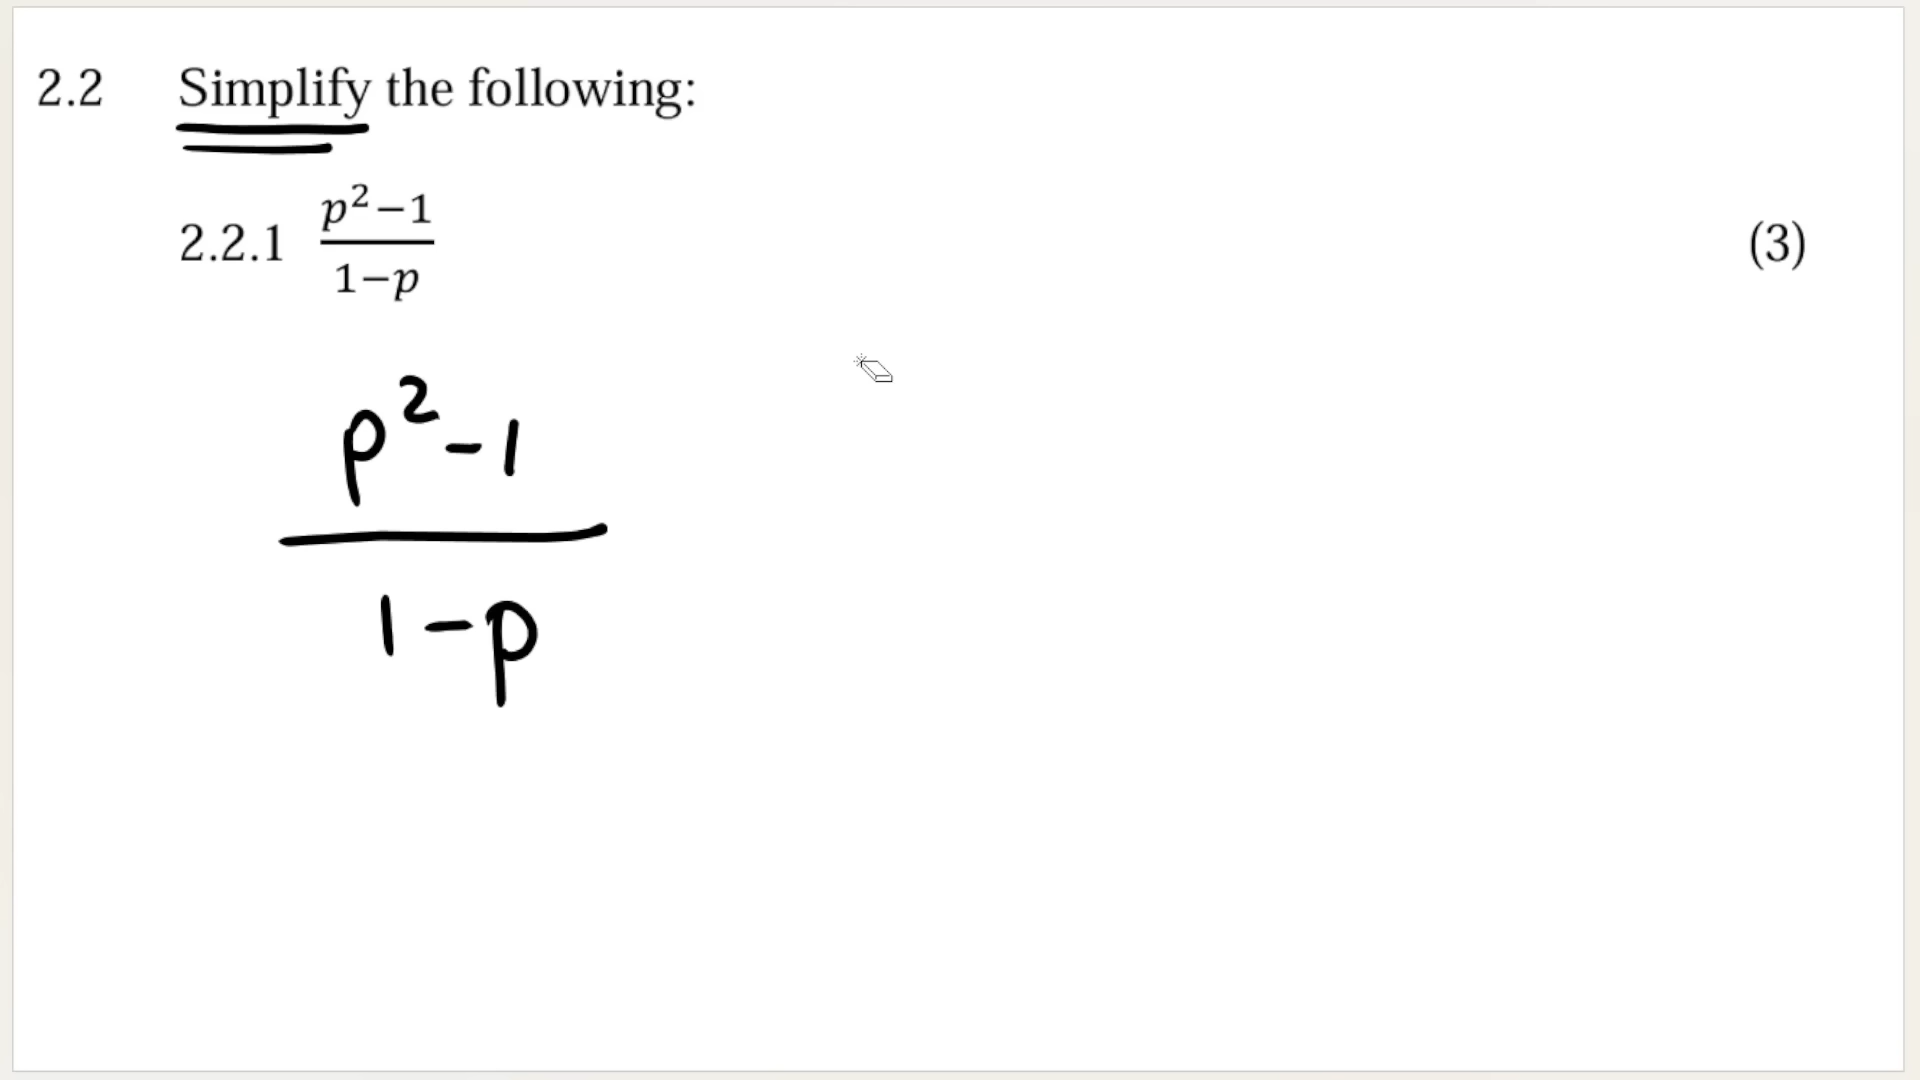 2.2 Simplify the following:
2.2.1 p²−1
1−p
(3)
p²-1
1-p